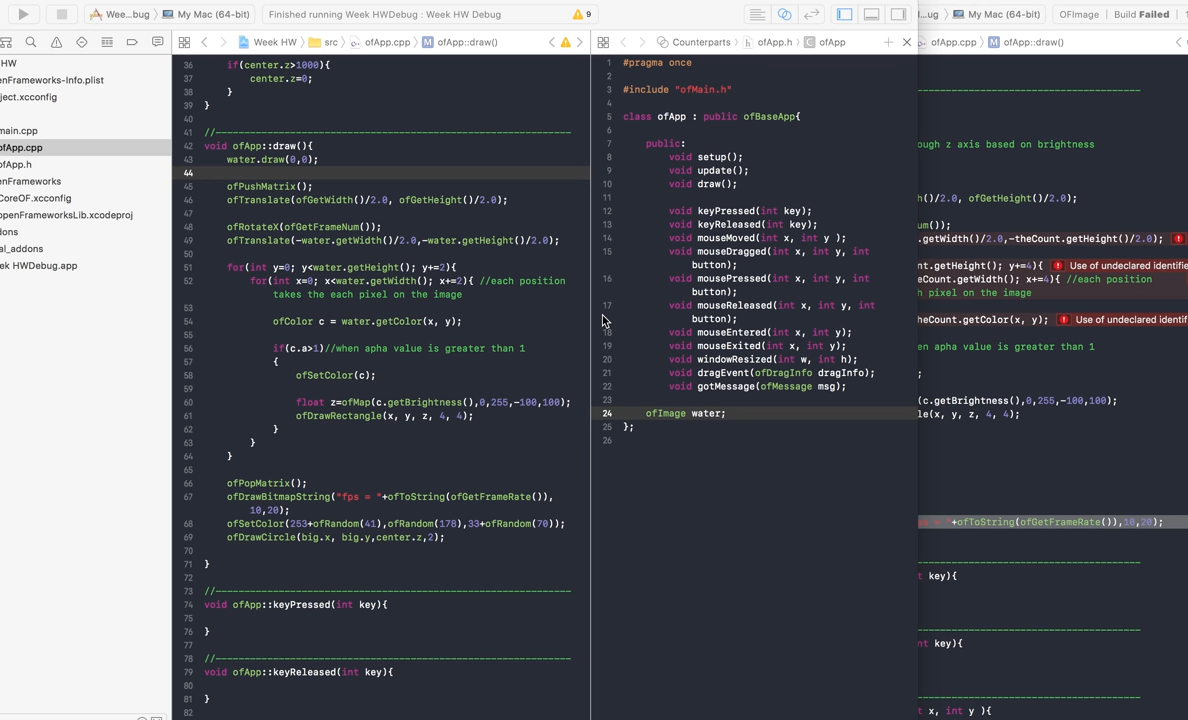 Wee...bug
My Mac (64-bit)
Finished running Week HWDebug : Week HW Debug
9
...ug
My Mac (64-bit)
OFImage
Build Failed
Week HW
src
ofApp.cpp
ofApp::draw()
Counterparts
ofApp.h
ofApp
ofApp.cpp
ofApp::draw()
HW
enFrameworks-Info.plist
ject.xcconfig
main.cpp
ofApp.cpp
ofApp.h
enFrameworks
CoreOF.xcconfig
openFrameworksLib.xcodeproj
dons
al_addons
ek HWDebug.app
36 if(center.z>1000){
37 center.z=0;
38 }
39 }
40
41 //----------------------------------------------------------------
42 void ofApp::draw(){
43 water.draw(0,0);
44
45 ofPushMatrix();
46 ofTranslate(ofGetWidth()/2.0, ofGetHeight()/2.0);
47
48 ofRotateX(ofGetFrameNum());
49 ofTranslate(-water.getWidth()/2.0,-water.getHeight()/2.0);
50
51 for(int y=0; y<water.getHeight(); y+=2){
52 for(int x=0; x<water.getWidth(); x+=2){ //each position
takes the each pixel on the image
53
54 ofColor c = water.getColor(x, y);
55
56 if(c.a>1)//when apha value is greater than 1
57 {
58 ofSetColor(c);
59
60 float z=ofMap(c.getBrightness(),0,255,-100,100);
61 ofDrawRectangle(x, y, z, 4, 4);
62 }
63 }
64 }
65
66 ofPopMatrix();
67 ofDrawBitmapString("fps = "+ofToString(ofGetFrameRate()),
10,20);
68 ofSetColor(253+ofRandom(41),ofRandom(178),33+ofRandom(70));
69 ofDrawCircle(big.x, big.y,center.z,2);
70
71 }
72
73 //----------------------------------------------------------------
74 void ofApp::keyPressed(int key){
75
76 }
77
78 //----------------------------------------------------------------
79 void ofApp::keyReleased(int key){
80
81 }
82
1 #pragma once
2
3 #include "ofMain.h"
4
5 class ofApp : public ofBaseApp{
6
7 public:
8 void setup();
9 void update();
10 void draw();
11
12 void keyPressed(int key);
13 void keyReleased(int key);
14 void mouseMoved(int x, int y );
15 void mouseDragged(int x, int y, int
button);
16 void mousePressed(int x, int y, int
button);
17 void mouseReleased(int x, int y, int
button);
18 void mouseEntered(int x, int y);
19 void mouseExited(int x, int y);
20 void windowResized(int w, int h);
21 void dragEvent(ofDragInfo dragInfo);
22 void gotMessage(ofMessage msg);
23
24 ofImage water;
25 };
26
ough z axis based on brightness
h()/2.0, ofGetHeight()/2.0);
um());
.getWidth()/2.0,-theCount.getHeight()/2.0);
nt.getHeight(); y+=4){ Use of undeclared identifie
nt.getWidth(); x+=4){ //each
h pixel on the image
heCount.getColor(x, y); Use of undeclared identif
en apha value is greater than 1
;
c.getBrightness(),0,255,-100,100);
le(x, y, z, 4, 4);
= "+ofToString(ofGetFrameRate()),10,20);
t key){
nt key){
t x, int y ){